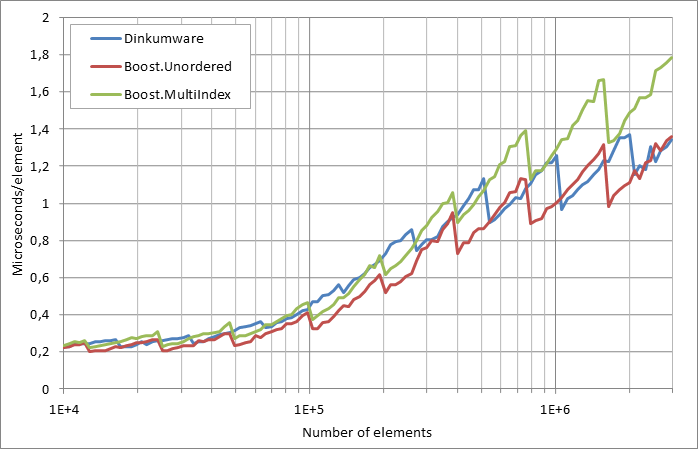 2
1,8
1,6
1,4
1,2
1
0,8
0,6
0,4
0,2
0
Microseconds/element
Dinkumware
Boost.Unordered
Boost.MultiIndex
1E+4
1E+5
1E+6
Number of elements